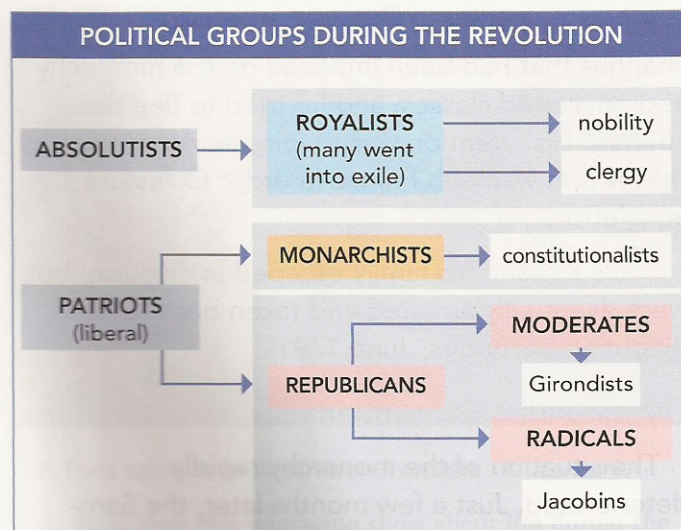 POLITICAL GROUPS DURING THE REVOLUTION
ABSOLUTISTS
ROYALISTS
(many went
into exile)
nobility
clergy
PATRIOTS
(liberal)
MONARCHISTS
constitutionalists
REPUBLICANS
MODERATES
Girondists
RADICALS
Jacobins